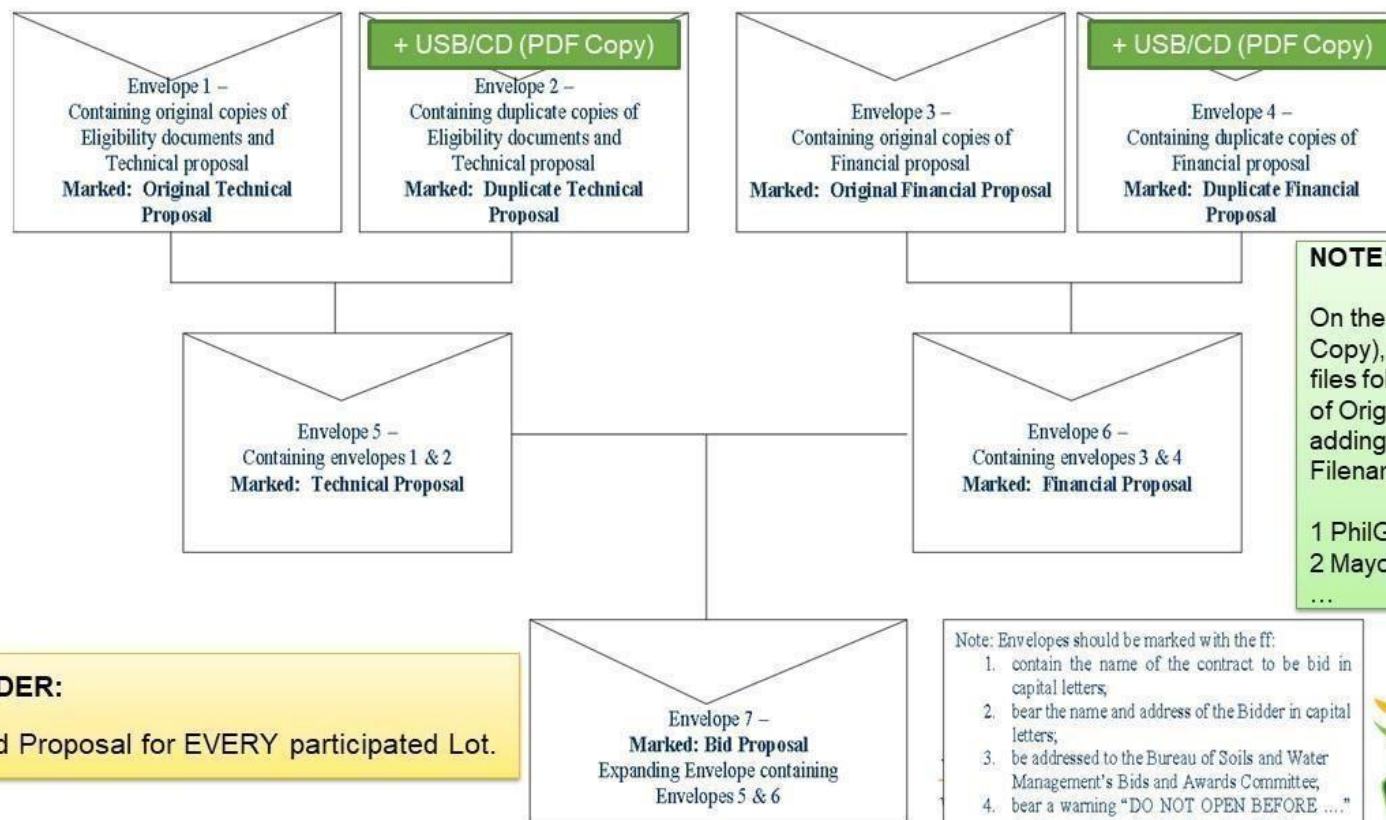 + USB/CD (PDF Copy)
Envelope 1 –
Containing original copies of
Eligibility documents and
Technical proposal
Marked: Original Technical
Proposal
Envelope 2 –
Containing duplicate copies of
Eligibility documents and
Technical proposal
Marked: Duplicate Technical
Proposal
+ USB/CD (PDF Copy)
Envelope 3 –
Containing original copies of
Financial proposal
Marked: Original Financial Proposal
Envelope 4 –
Containing duplicate copies of
Financial proposal
Marked: Duplicate Financial
Proposal
NOTE
On the
Copy),
files fol
of Orig
adding
Filenar
1 PhilG
2 Mayo
...
Envelope 5 –
Containing envelopes 1 & 2
Marked: Technical Proposal
Envelope 6 –
Containing envelopes 3 & 4
Marked: Financial Proposal
DER:
d Proposal for EVERY participated Lot.
Envelope 7 –
Marked: Bid Proposal
Expanding Envelope containing
Envelopes 5 & 6
Note: Envelopes should be marked with the ff:
1. contain the name of the contract to be bid in
capital letters;
2. bear the name and address of the Bidder in capital
letters;
3. be addressed to the Bureau of Soils and Water
Management's Bids and Awards Committee;
4. bear a warning “DO NOT OPEN BEFORE ....”